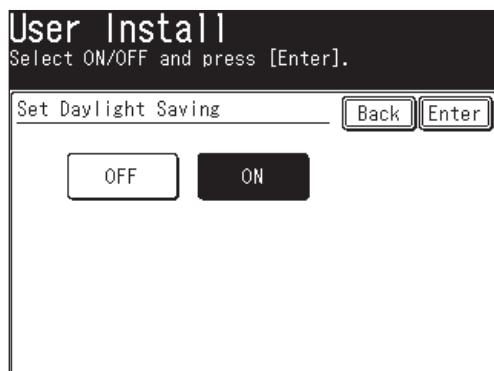 User Install
Select ON/OFF and press [Enter].
Set Daylight Saving Back Enter
OFF ON